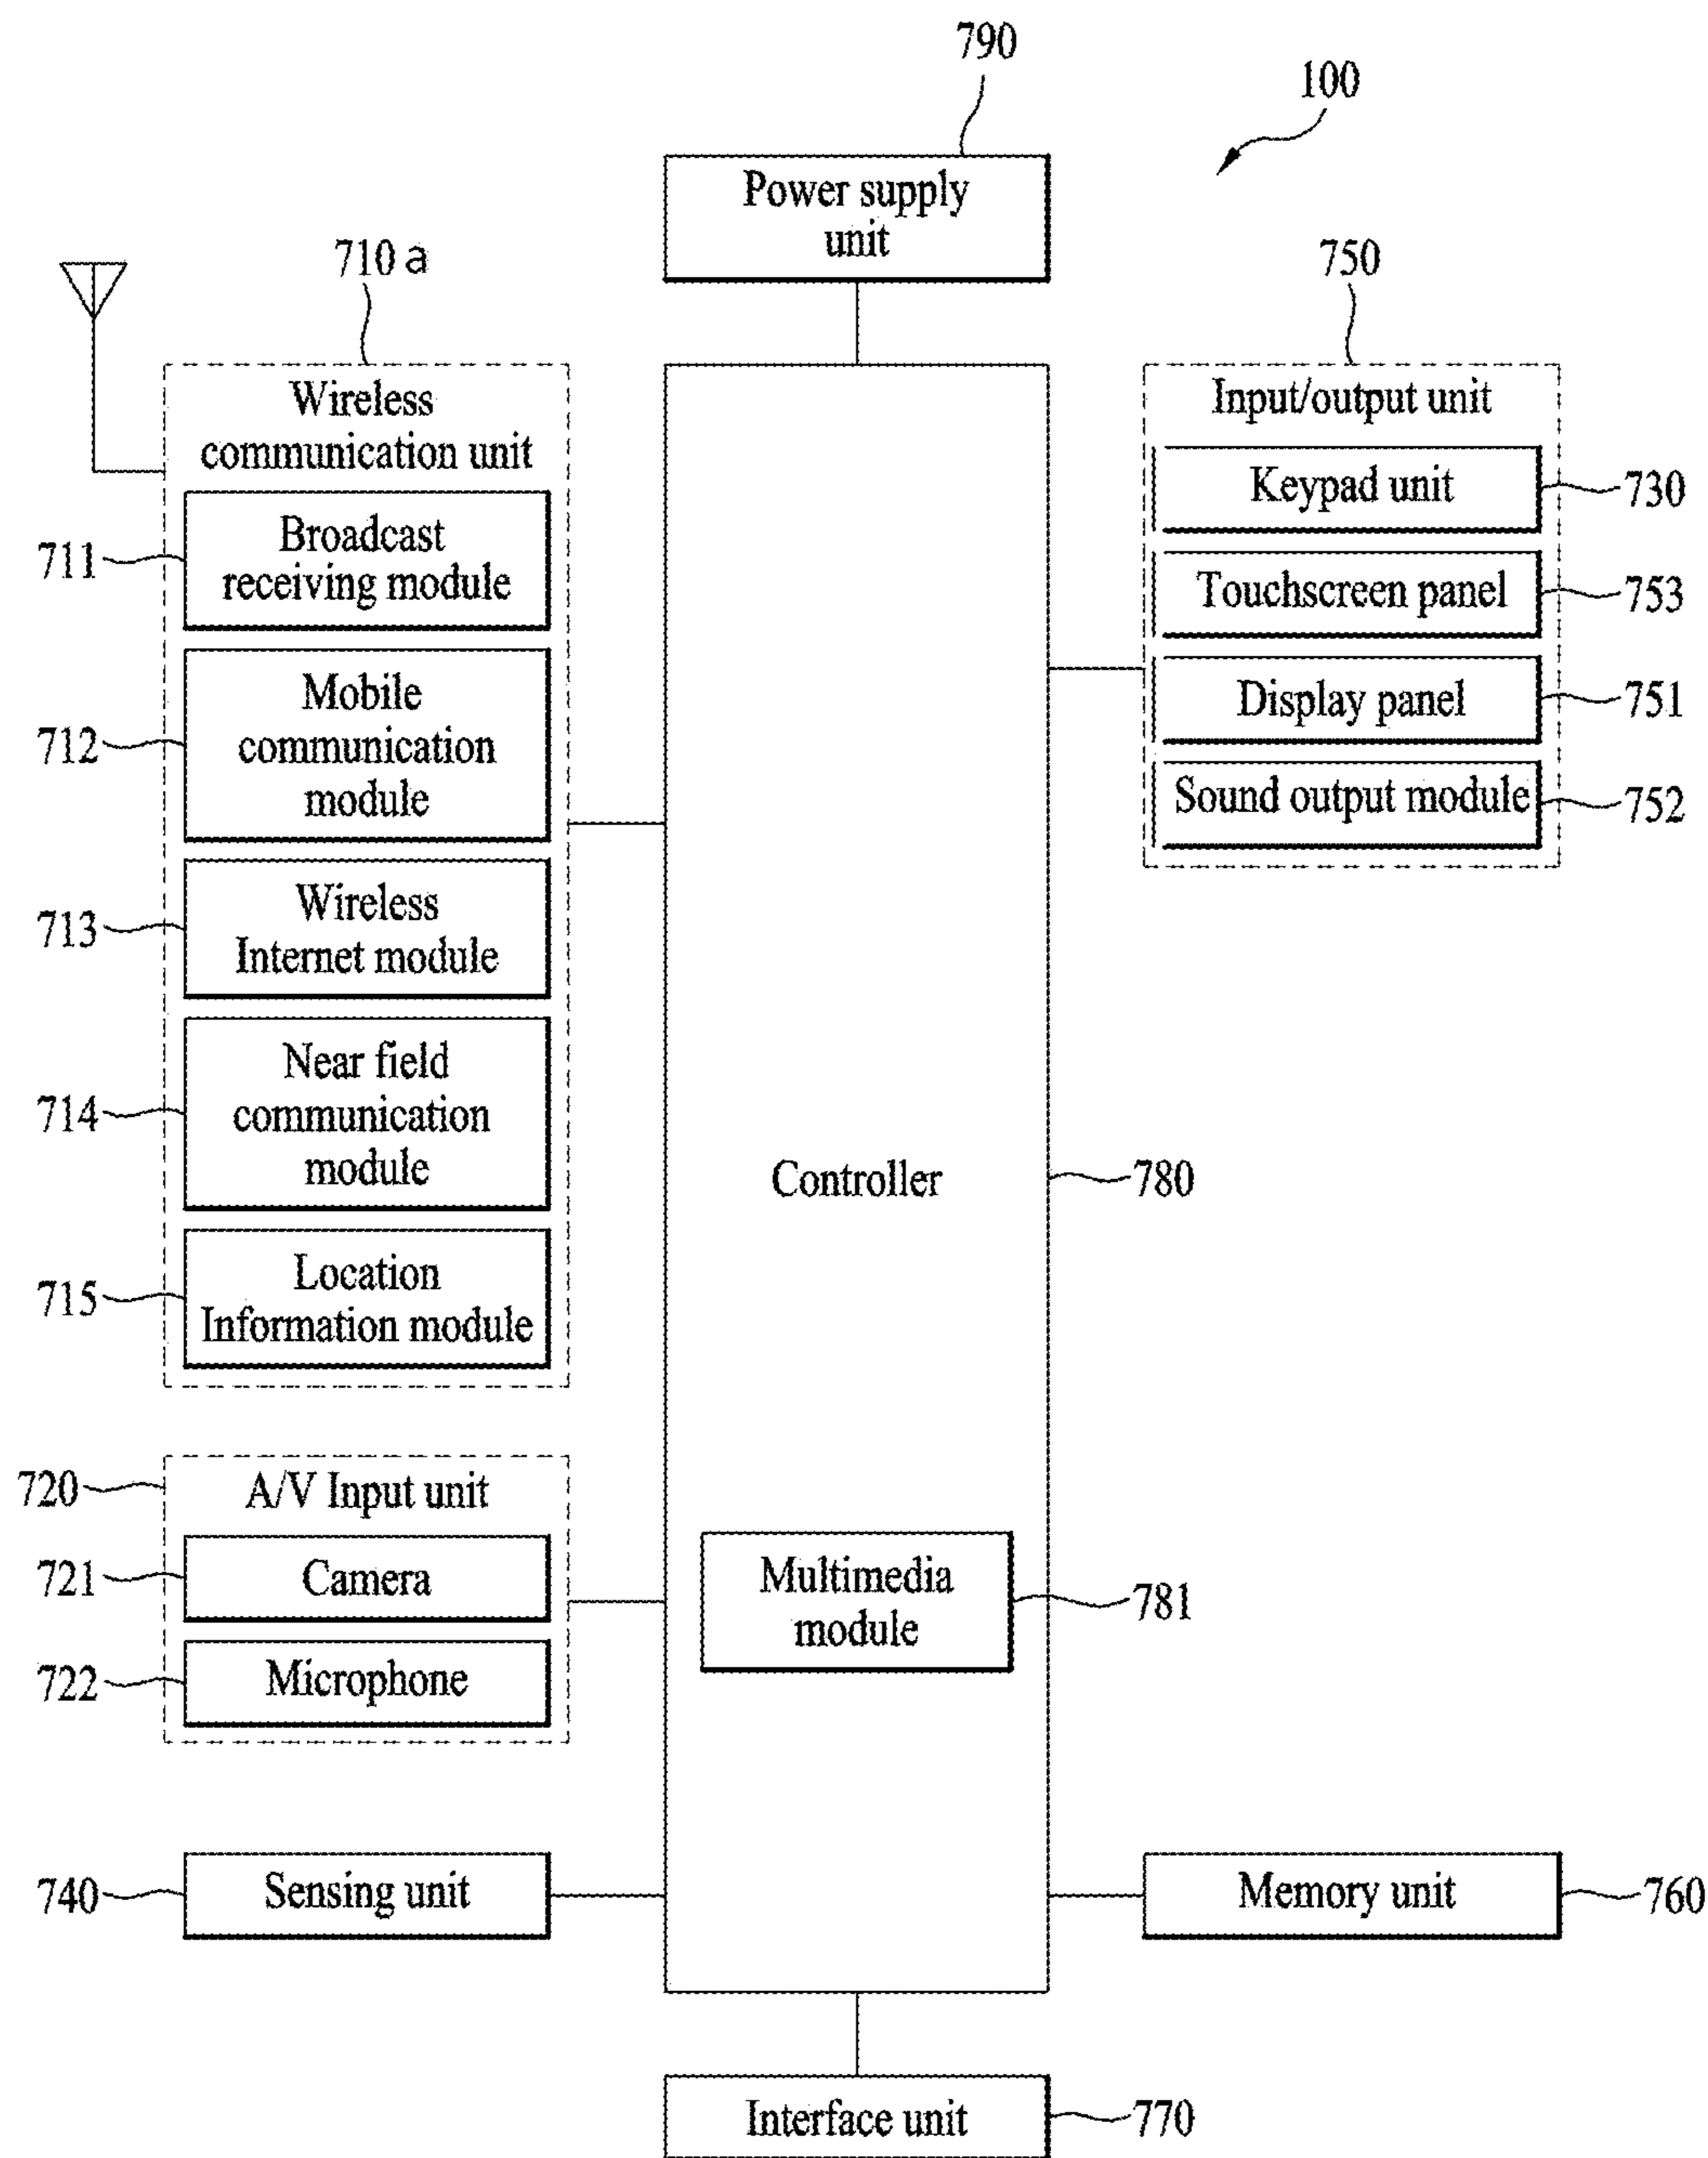 790
100
Power supply
unit
710 a
750
Wireless
communication unit
711
Broadcast
receiving module
712
Mobile
communication
module
713
Wireless
Internet module
714
Near field
communication
module
715
Location
Information module
720
A/V Input unit
721
Camera
722
Microphone
740
Sensing unit
Controller
780
Multimedia
module
781
Input/output unit
Keypad unit
730
Touchscreen panel
753
Display panel
751
Sound output module
752
Memory unit
760
Interface unit
770